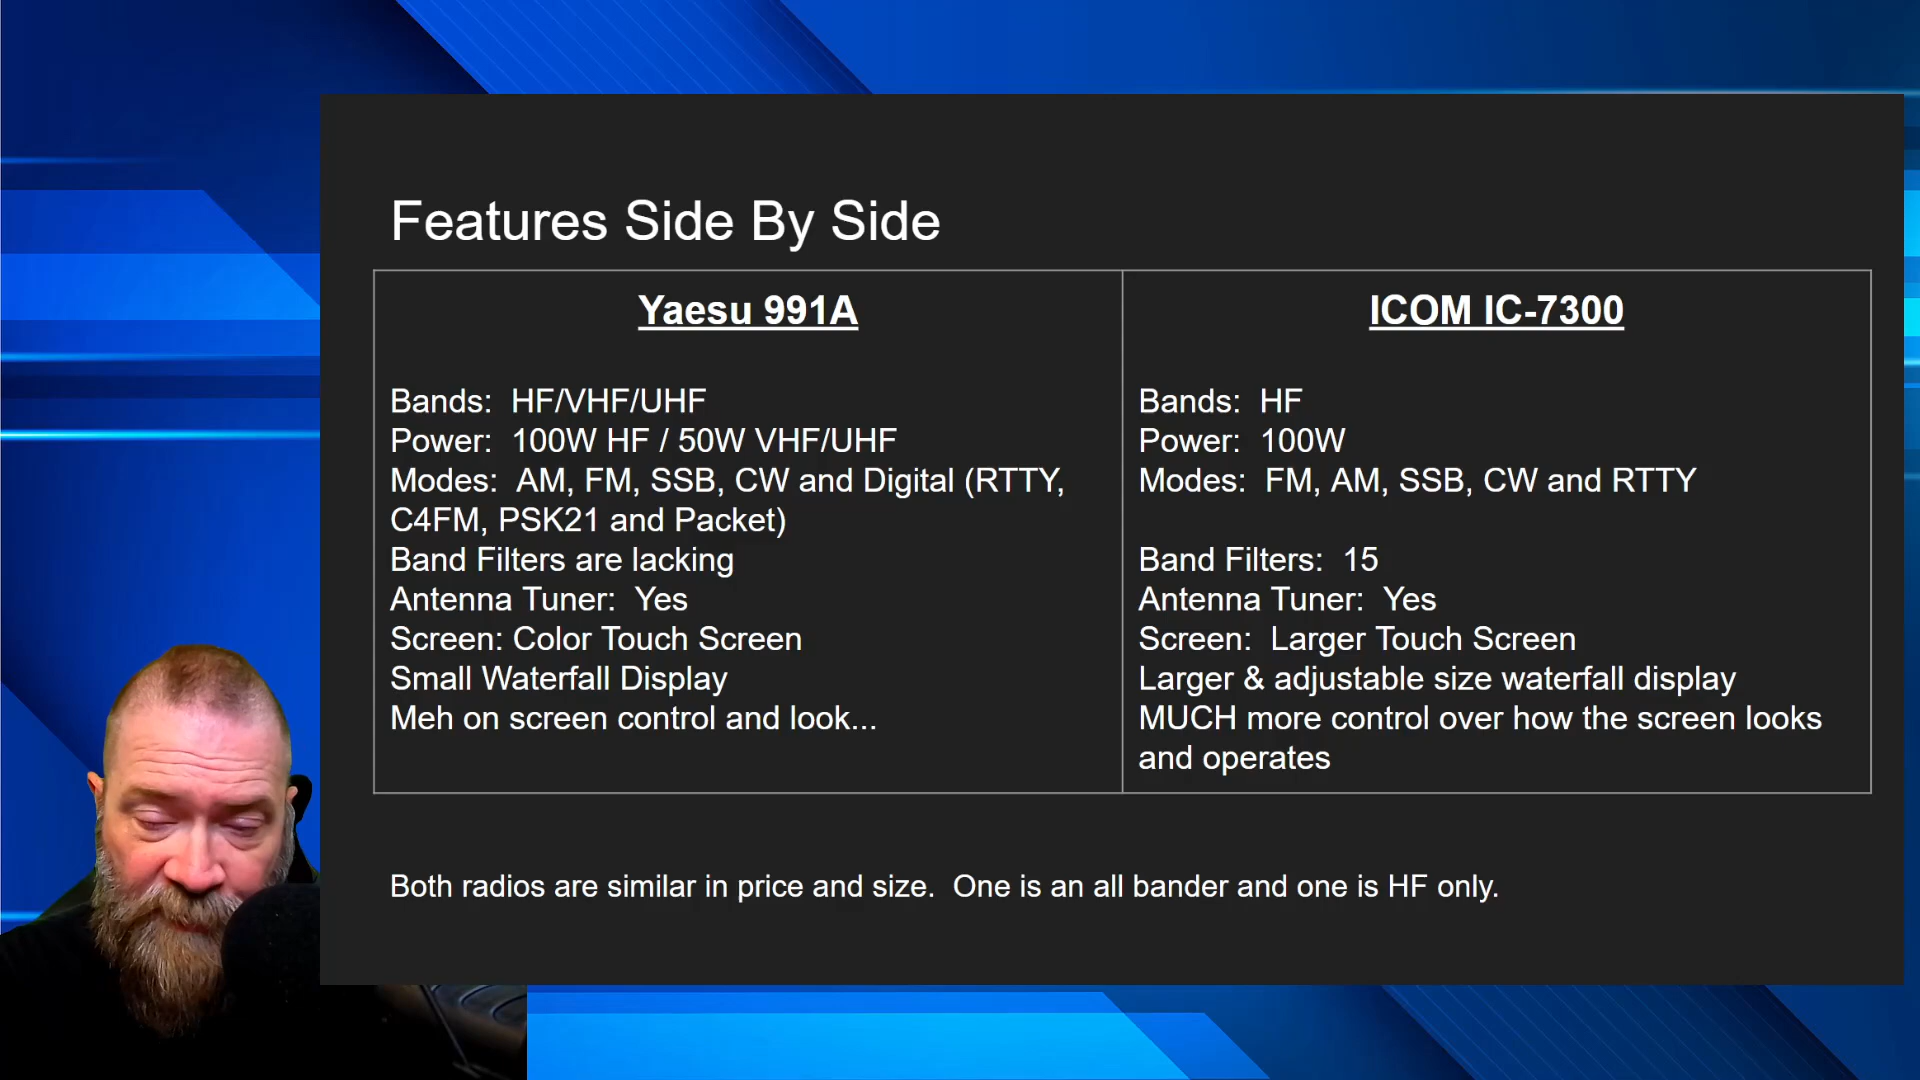 Features Side By Side
Yaesu 991A
Bands:  HF/VHF/UHF
Power:  100W HF / 50W VHF/UHF
Modes:  AM, FM, SSB, CW and Digital (RTTY,
C4FM, PSK21 and Packet)
Band Filters are lacking
Antenna Tuner:  Yes
Screen: Color Touch Screen
Small Waterfall Display
Meh on screen control and look...
ICOM IC-7300
Bands:  HF
Power:  100W
Modes:  FM, AM, SSB, CW and RTTY
Band Filters:  15
Antenna Tuner:  Yes
Screen:  Larger Touch Screen
Larger & adjustable size waterfall display
MUCH more control over how the screen looks
and operates
Both radios are similar in price and size.  One is an all bander and one is HF only.